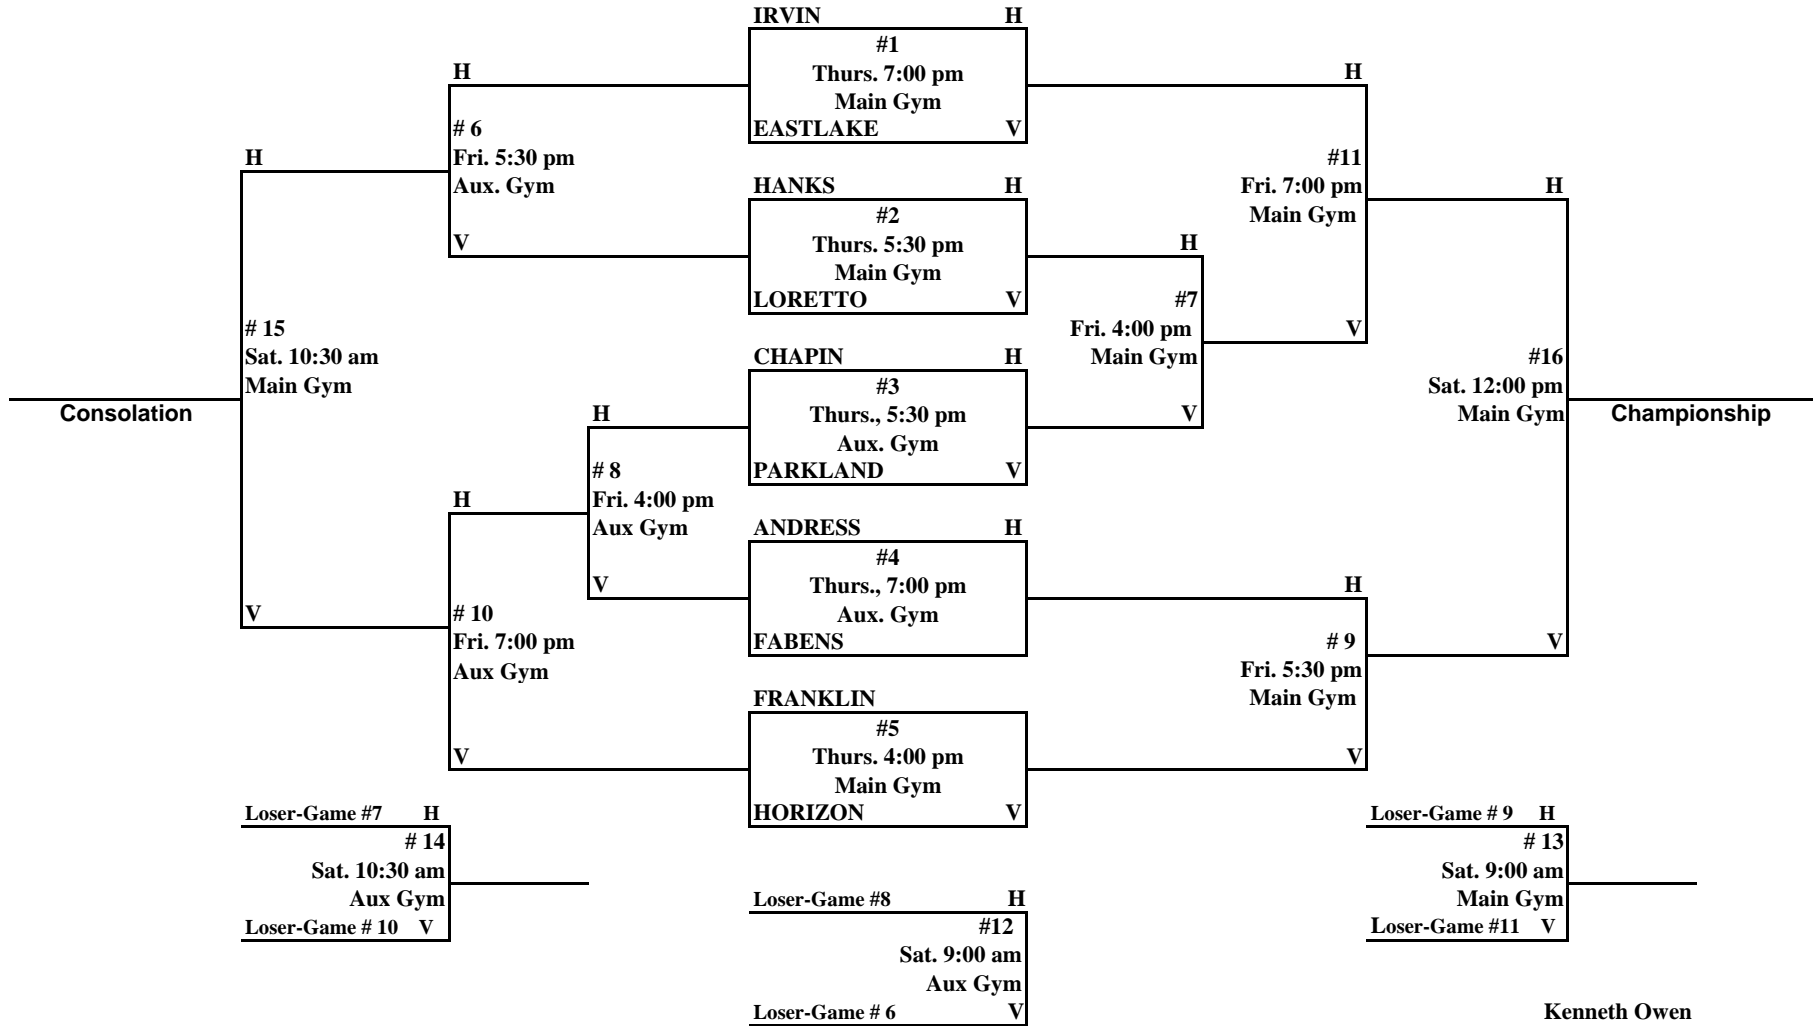 IRVIN H
#1
Thurs. 7:00 pm
Main Gym
EASTLAKE V
HANKS H
#2
Thurs. 5:30 pm
Main Gym
LORETTO V
CHAPIN H
#3
Thurs., 5:30 pm
Aux. Gym
PARKLAND V
ANDRESS H
#4
Thurs., 7:00 pm
Aux. Gym
FABENS
FRANKLIN
#5
Thurs. 4:00 pm
Main Gym
HORIZON V
H
# 6
Fri. 5:30 pm
Aux. Gym
V
H
# 15
Sat. 10:30 am
Main Gym
V
Consolation
H
# 8
Fri. 4:00 pm
Aux Gym
V
H
# 10
Fri. 7:00 pm
Aux Gym
V
H
#7
Fri. 4:00 pm
Main Gym
V
H
#11
Fri. 7:00 pm
Main Gym
V
H
# 9
Fri. 5:30 pm
Main Gym
V
H
#16
Sat. 12:00 pm
Main Gym
V
Championship
Loser-Game #7 H
# 14
Sat. 10:30 am
Aux Gym
Loser-Game # 10 V
Loser-Game #8 H
#12
Sat. 9:00 am
Aux Gym
Loser-Game # 6 V
Loser-Game # 9 H
# 13
Sat. 9:00 am
Main Gym
Loser-Game #11 V
Kenneth Owen